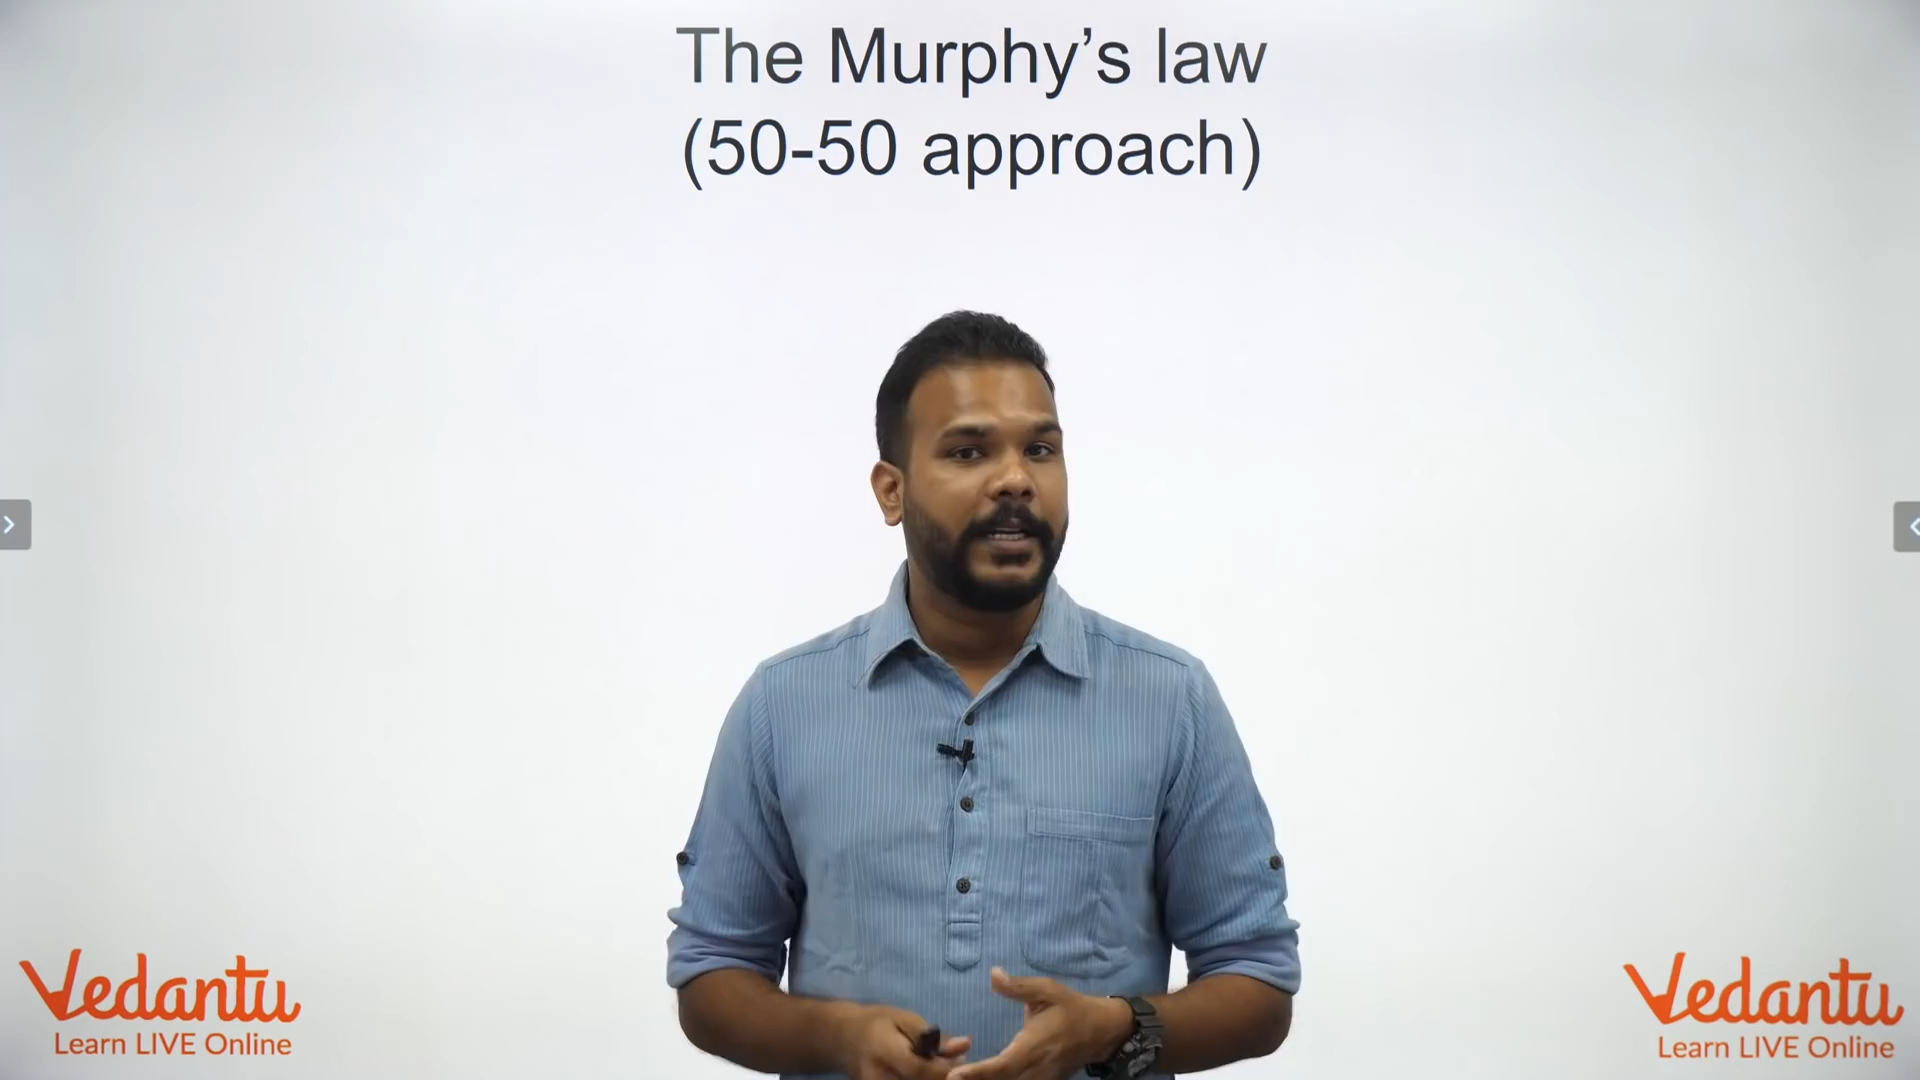 The Murphy’s law
(50-50 approach)
Vedantu
Learn LIVE Online
Vedantu
Learn LIVE Online